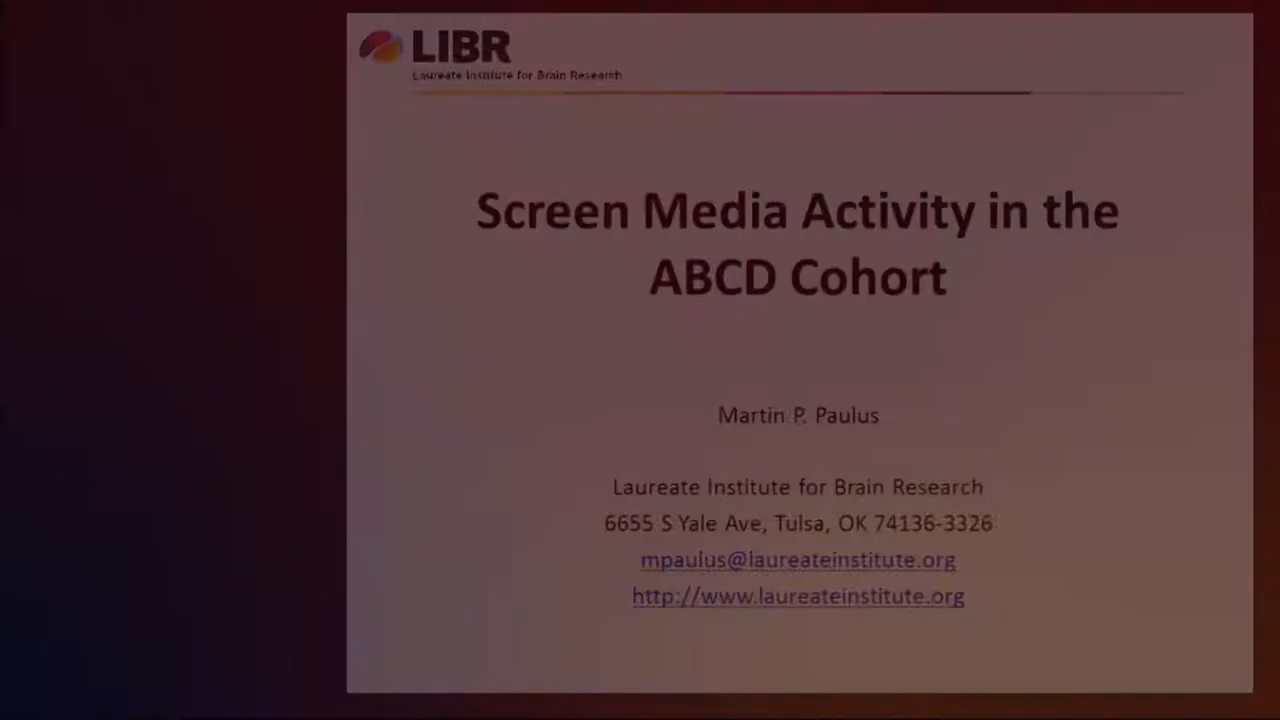 LIBR
Laureate Institute for Brain Research
Screen Media Activity in the
ABCD Cohort
Martin P. Paulus
Laureate Institute for Brain Research
6655 S Yale Ave, Tulsa, OK 74136-3326
mpaulus@laureateinstitute.org
http://www.laureateinstitute.org